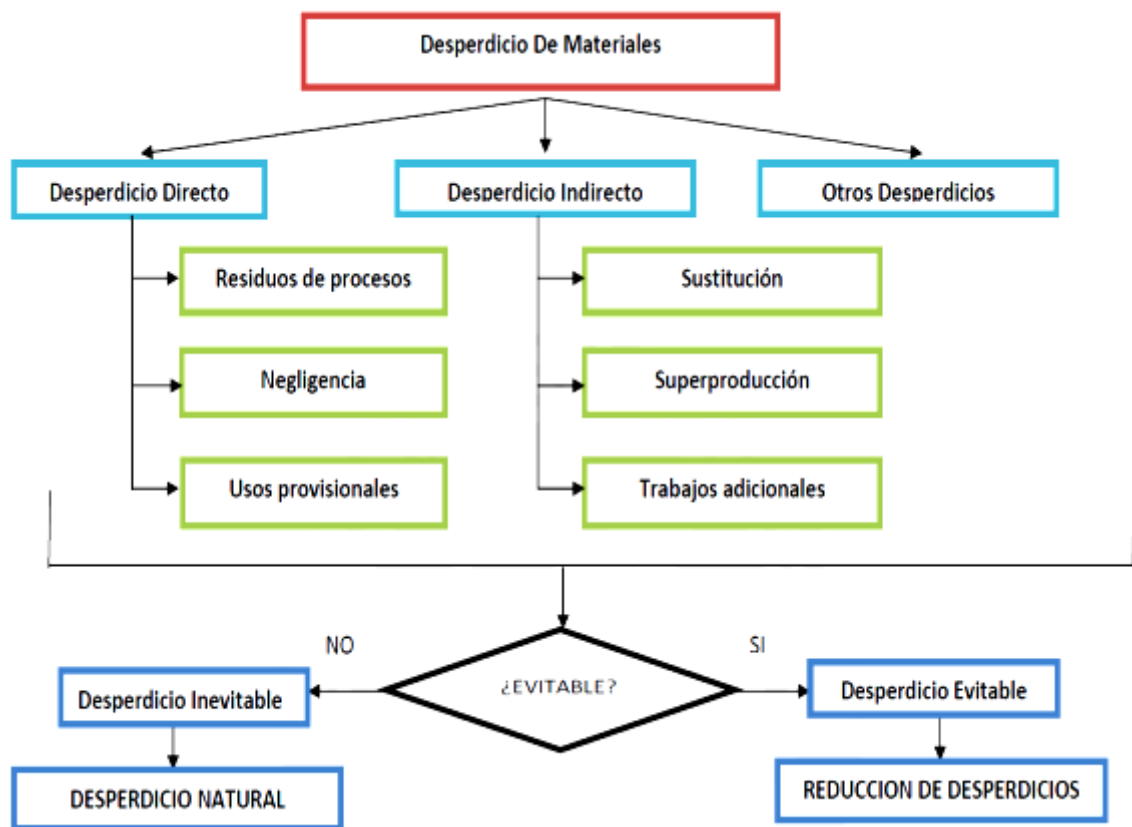 Desperdicio De Materiales
Desperdicio Directo
Desperdicio Indirecto
Otros Desperdicios
Residuos de procesos
Sustitución
Negligencia
Superproducción
Usos provisionales
Trabajos adicionales
NO
SI
¿EVITABLE?
Desperdicio Inevitable
Desperdicio Evitable
DESPERDICIO NATURAL
REDUCCION DE DESPERDICIOS